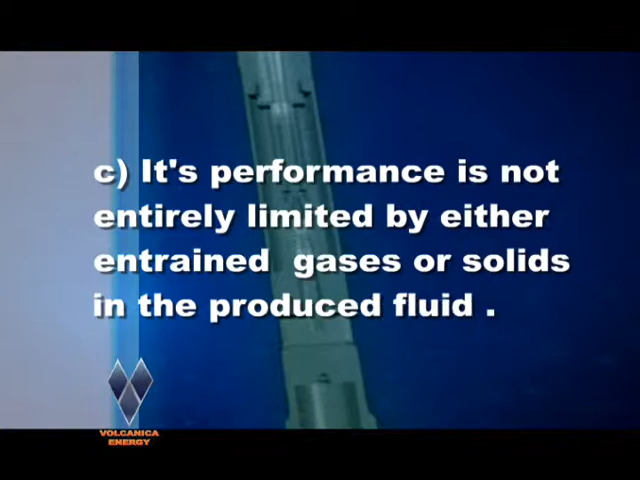 c) It's performance is not
entirely limited by either
entrained gases or solids
in the produced fluid .
VOLCANICA
ENERGY